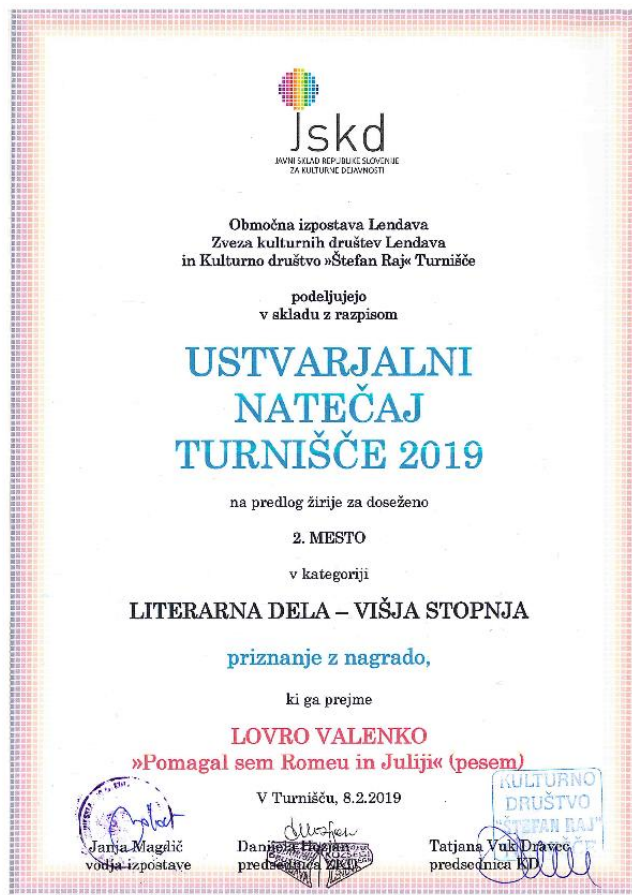 Jskd
JAVNI SKLAD REPUBLIKE SLOVENIJE
ZA KULTURNE DEJAVNOSTI
Območna izpostava Lendava
Zveza kulturnih društev Lendava
in Kulturno društvo »Štefan Raj« Turnišče
podeljujejo
v skladu z razpisom
USTVARJALNI
NATEČAJ
TURNIŠČE 2019
na predlog žirije za doseženo
2. MESTO
v kategoriji
LITERARNA DELA – VIŠJA STOPNJA
priznanje z nagrado,
ki ga prejme
LOVRO VALENKO
»Pomagal sem Romeu in Juliji« (pesem)
V Turnišču, 8.2.2019
KULTURNO
DRUŠTVO
"ŠTEFAN RAJ"
Janja Magdič Danijela Hozjan Tatjana Vuk Dravec
vodja izpostave predsednica ZKD predsednica KD